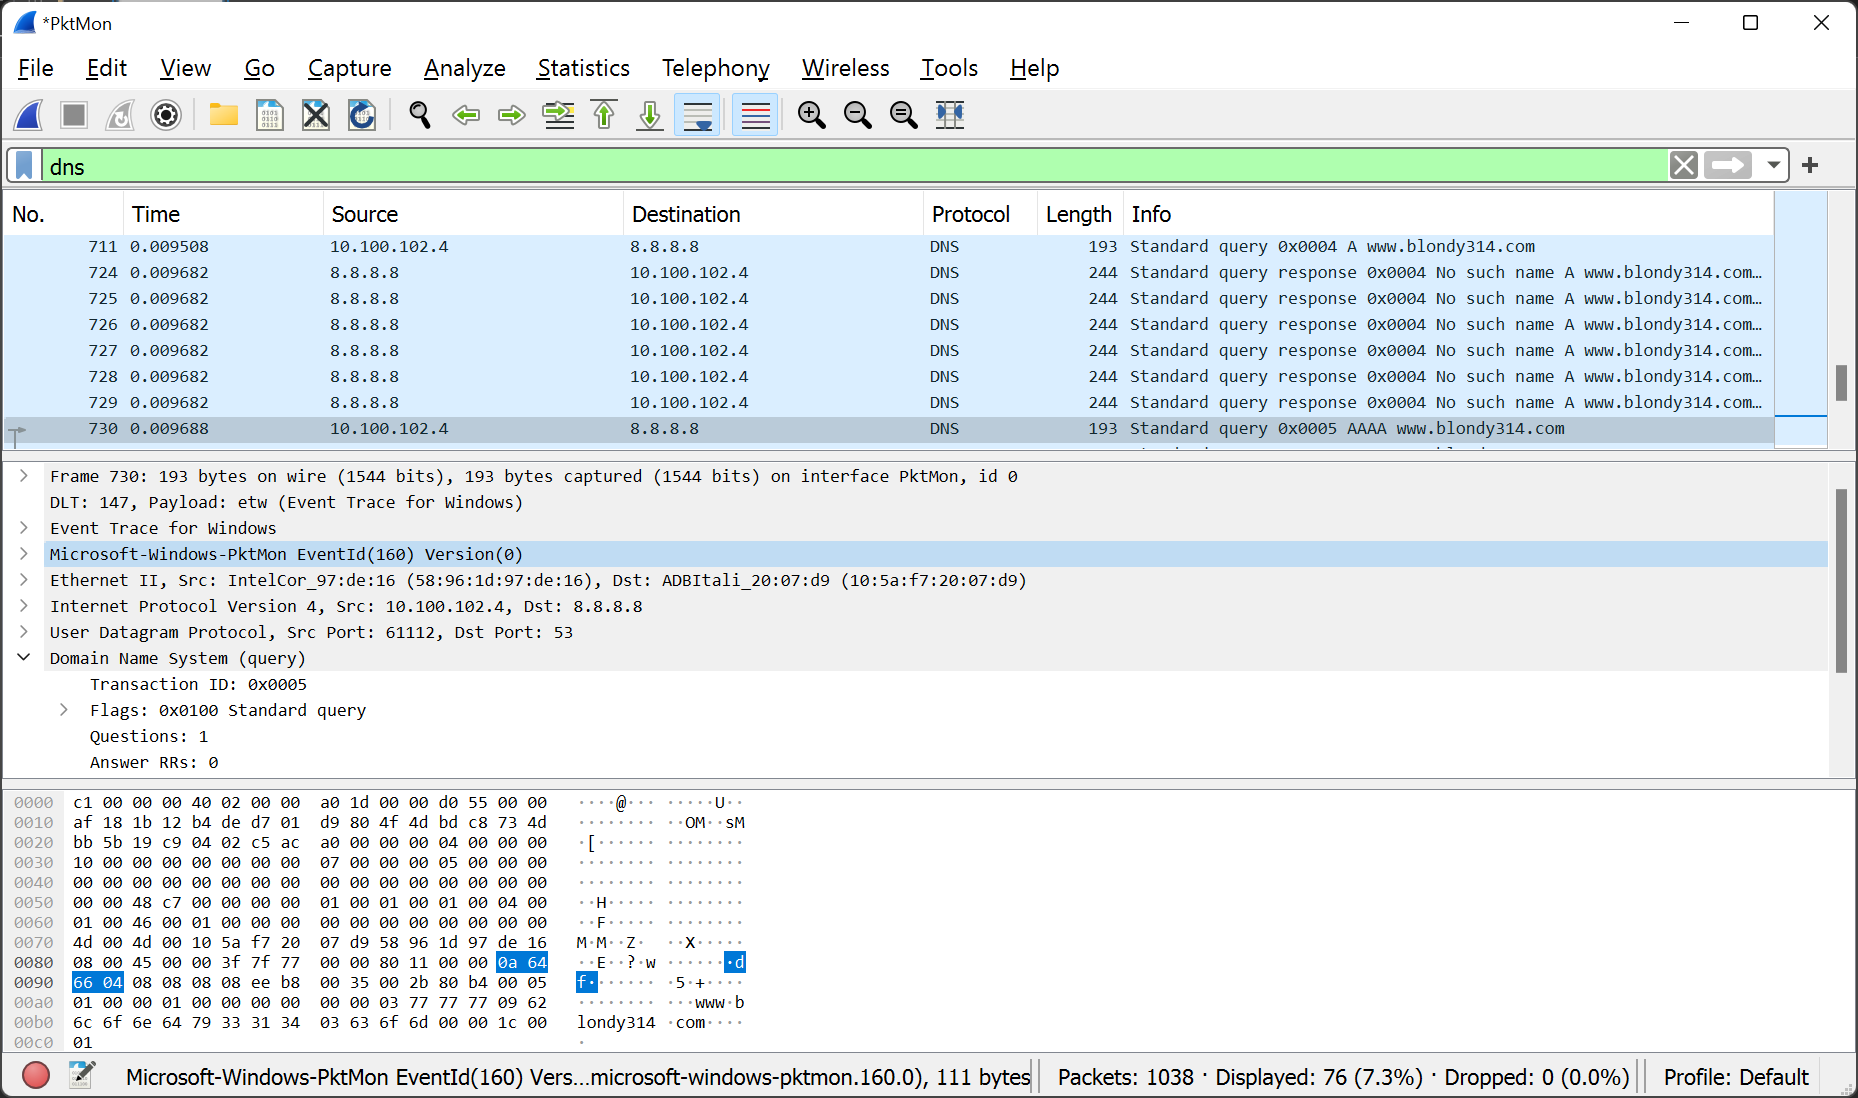 *PktMon
File Edit View Go Capture Analyze Statistics Telephony Wireless Tools Help
dns
No. Time Source Destination Protocol Length Info
711 0.009508 10.100.102.4 8.8.8.8 DNS 193 Standard query 0x0004 A www.blondy314.com
724 0.009682 8.8.8.8 10.100.102.4 DNS 244 Standard query response 0x0004 No such name A www.blondy314.com…
725 0.009682 8.8.8.8 10.100.102.4 DNS 244 Standard query response 0x0004 No such name A www.blondy314.com…
726 0.009682 8.8.8.8 10.100.102.4 DNS 244 Standard query response 0x0004 No such name A www.blondy314.com…
727 0.009682 8.8.8.8 10.100.102.4 DNS 244 Standard query response 0x0004 No such name A www.blondy314.com…
728 0.009682 8.8.8.8 10.100.102.4 DNS 244 Standard query response 0x0004 No such name A www.blondy314.com…
729 0.009682 8.8.8.8 10.100.102.4 DNS 244 Standard query response 0x0004 No such name A www.blondy314.com…
730 0.009688 10.100.102.4 8.8.8.8 DNS 193 Standard query 0x0005 AAAA www.blondy314.com
Frame 730: 193 bytes on wire (1544 bits), 193 bytes captured (1544 bits) on interface PktMon, id 0
DLT: 147, Payload: etw (Event Trace for Windows)
Event Trace for Windows
Microsoft-Windows-PktMon EventId(160) Version(0)
Ethernet II, Src: IntelCor_97:de:16 (58:96:1d:97:de:16), Dst: ADBItali_20:07:d9 (10:5a:f7:20:07:d9)
Internet Protocol Version 4, Src: 10.100.102.4, Dst: 8.8.8.8
User Datagram Protocol, Src Port: 61112, Dst Port: 53
Domain Name System (query)
Transaction ID: 0x0005
Flags: 0x0100 Standard query
Questions: 1
Answer RRs: 0
0000 c1 00 00 00 40 02 00 00 a0 1d 00 00 d0 55 00 00 ····@··· ·····U··
0010 af 18 1b 12 b4 de d7 01 d9 80 4f 4d bd c8 73 4d ········ ··OM··sM
0020 bb 5b 19 c9 04 02 c5 ac a0 00 00 00 04 00 00 00 ·[······ ········
0030 10 00 00 00 00 00 00 00 07 00 00 00 05 00 00 00 ········ ········
0040 00 00 00 00 00 00 00 00 00 00 00 00 00 00 00 00 ········ ········
0050 00 00 48 c7 00 00 00 00 01 00 01 00 01 00 04 00 ··H····· ········
0060 01 00 46 00 01 00 00 00 00 00 00 00 00 00 00 00 ··F····· ········
0070 4d 00 4d 00 10 5a f7 20 07 d9 58 96 1d 97 de 16 M·M··Z· ··X·····
0080 08 00 45 00 00 3f 7f 77 00 00 80 11 00 00 0a 64 ··E··?·w ·······d
0090 66 04 08 08 08 08 ee b8 00 35 00 2b 80 b4 00 05 f······· ·5·+····
00a0 01 00 00 01 00 00 00 00 00 00 03 77 77 77 09 62 ········ ···www·b
00b0 6c 6f 6e 64 79 33 31 34 03 63 6f 6d 00 00 1c 00 londy314 ·com····
00c0 01 ·
Microsoft-Windows-PktMon EventId(160) Vers…microsoft-windows-pktmon.160.0), 111 bytes Packets: 1038 · Displayed: 76 (7.3%) · Dropped: 0 (0.0%) Profile: Default